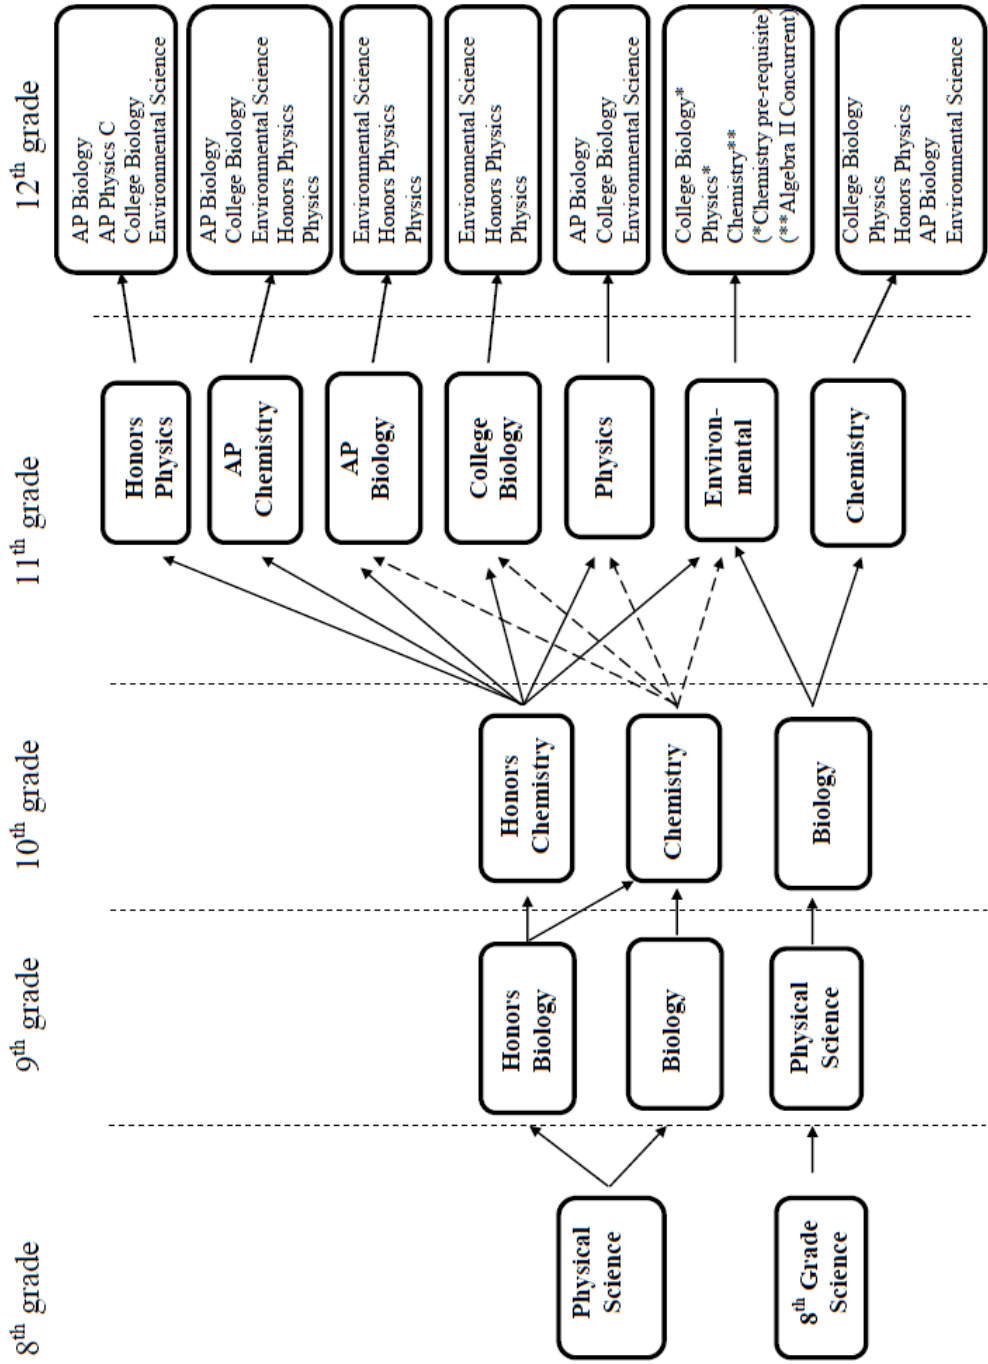 8th grade
9th grade
10th grade
11th grade
12th grade
Physical
Science
8th Grade
Science
Honors
Biology
Biology
Physical
Science
Honors
Chemistry
Chemistry
Biology
Honors
Physics
AP
Chemistry
AP
Biology
College
Biology
Physics
Environ-
mental
Chemistry
AP Biology
AP Physics C
College Biology
Environmental Science
AP Biology
College Biology
Environmental Science
Honors Physics
Physics
Environmental Science
Honors Physics
Physics
Environmental Science
Honors Physics
Physics
AP Biology
College Biology
Environmental Science
College Biology*
Physics*
Chemistry**
(*Chemistry pre-requisite)
(**Algebra II Concurrent)
College Biology
Physics
Honors Physics
AP Biology
Environmental Science